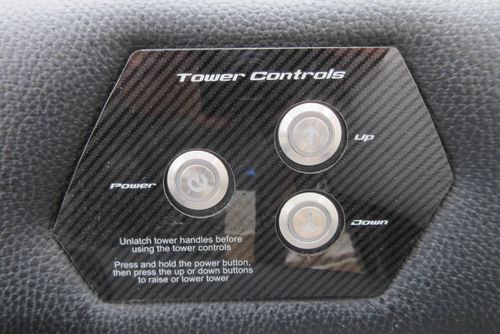 Tower Controls
Up
Power
Down
Unlatch tower handles before
using the tower controls
Press and hold the power button,
then press the up or down buttons
to raise or lower tower